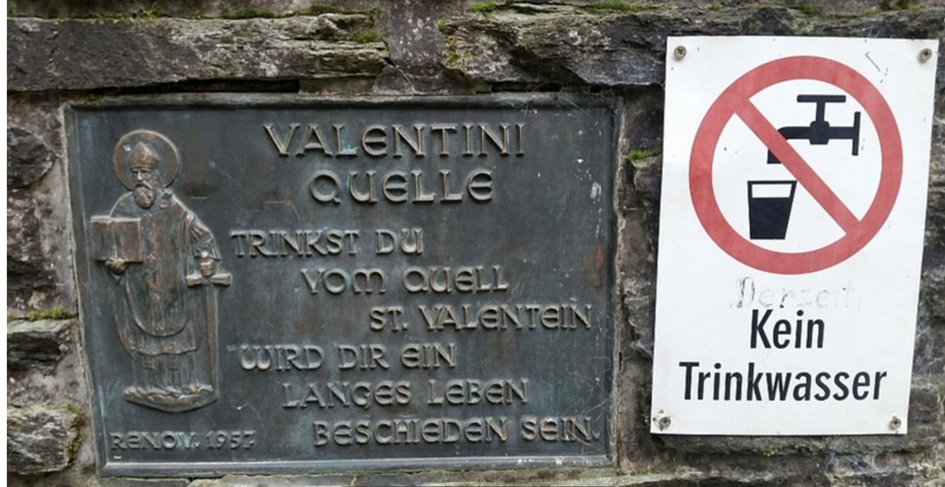 VALENTINI
QUELLE
TRINKST DU
VOM QUELL
ST. VALENTEIN
WIRD DIR EIN
LANGES LEBEN
BESCHIEDEN SEIN.
RENOV. 1957
Derzeit
Kein
Trinkwasser